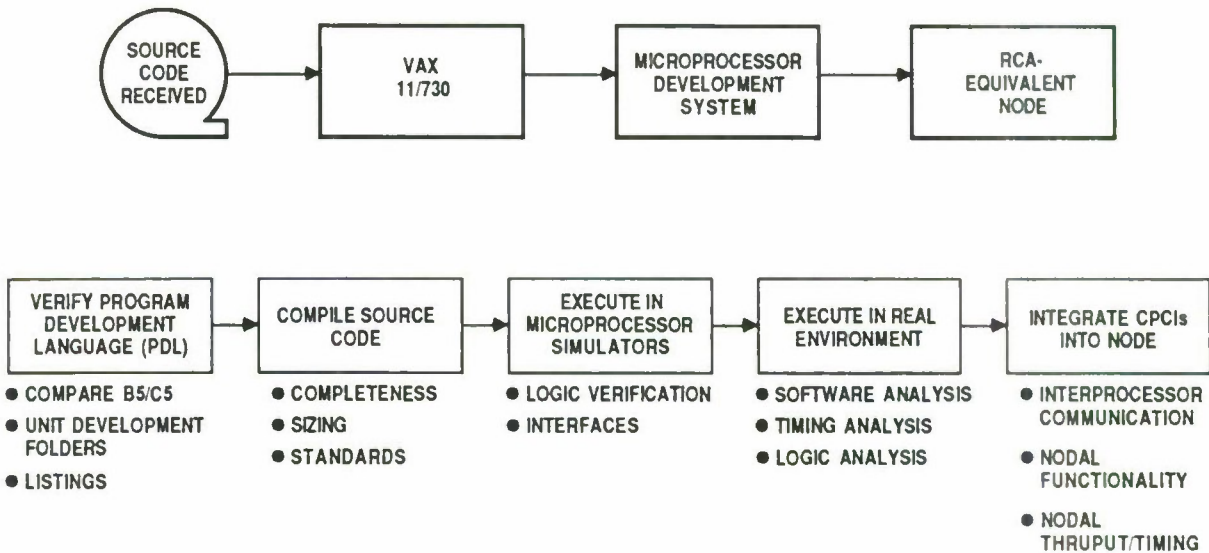 SOURCE
CODE
RECEIVED
VAX
11/730
MICROPROCESSOR
DEVELOPMENT
SYSTEM
RCA-
EQUIVALENT
NODE
VERIFY PROGRAM
DEVELOPMENT
LANGUAGE (PDL)
● COMPARE B5/C5
● UNIT DEVELOPMENT
FOLDERS
● LISTINGS
COMPILE SOURCE
CODE
● COMPLETENESS
● SIZING
● STANDARDS
EXECUTE IN
MICROPROCESSOR
SIMULATORS
● LOGIC VERIFICATION
● INTERFACES
EXECUTE IN REAL
ENVIRONMENT
● SOFTWARE ANALYSIS
● TIMING ANALYSIS
● LOGIC ANALYSIS
INTEGRATE CPCIs
INTO NODE
● INTERPROCESSOR
COMMUNICATION
● NODAL
FUNCTIONALITY
● NODAL
THRUPUT/TIMING